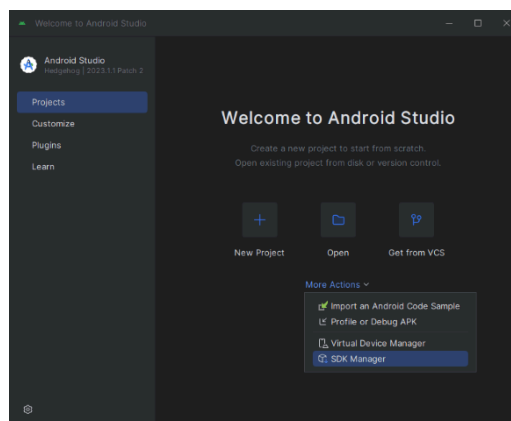 Welcome to Android Studio
Android Studio
Hedgehog | 2023.1.1 Patch 2
Projects
Customize
Plugins
Learn
Welcome to Android Studio
Create a new project to start from scratch.
Open existing project from disk or version control.
New Project
Open
Get from VCS
More Actions
Import an Android Code Sample
Profile or Debug APK
Virtual Device Manager
SDK Manager